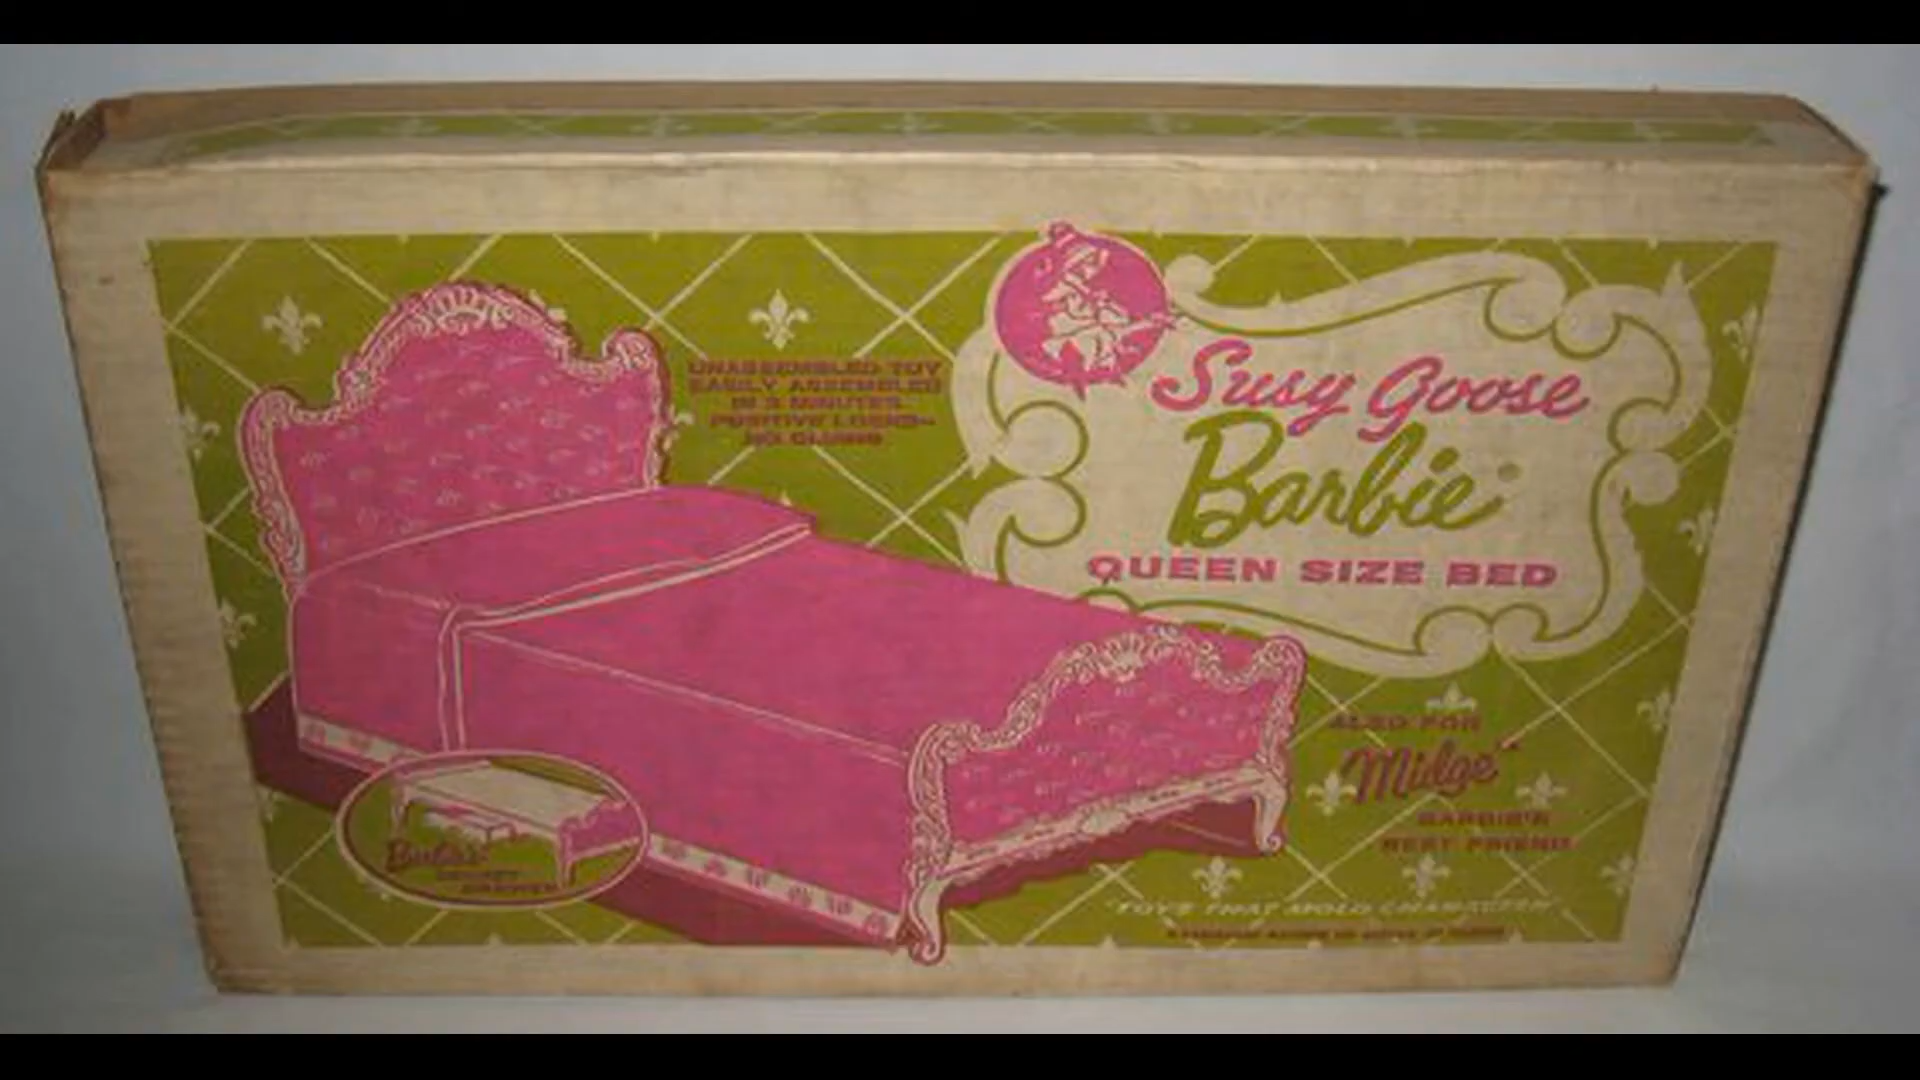 UNASSEMBLED TOY
EASILY ASSEMBLED
IN 3 MINUTES
POSITIVE LOCKS—
NO GLUING
Susy Goose
Barbie
QUEEN SIZE BED
ALSO FOR
Midge™
BARBIE'S
BEST FRIEND
"TOYS THAT MOLD CHARACTER"